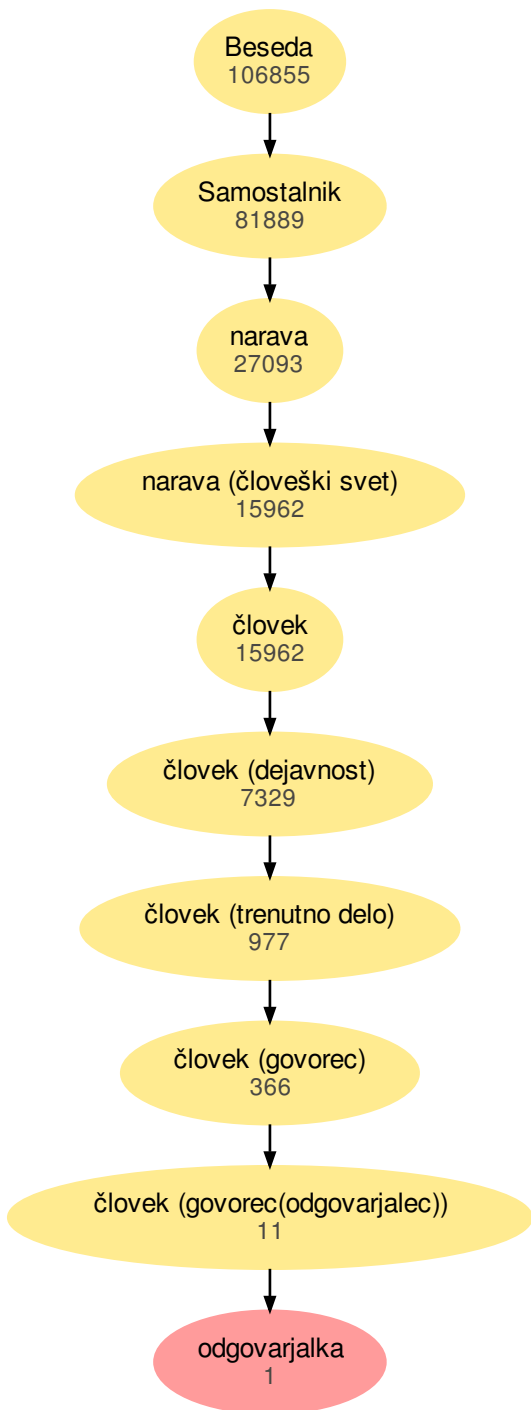 Beseda
106855
Samostalnik
81889
narava
27093
narava (človeški svet)
15962
človek
15962
človek (dejavnost)
7329
človek (trenutno delo)
977
človek (govorec)
366
človek (govorec(odgovarjalec))
11
odgovarjalka
1